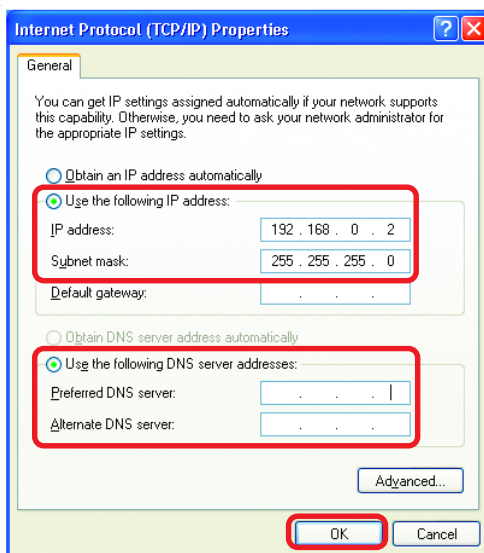 Internet Protocol (TCP/IP) Properties
General
You can get IP settings assigned automatically if your network supports
this capability. Otherwise, you need to ask your network administrator for
the appropriate IP settings.
Obtain an IP address automatically
Use the following IP address:
IP address: 192 . 168 . 0 . 2
Subnet mask: 255 . 255 . 255 . 0
Default gateway: . . .
Obtain DNS server address automatically
Use the following DNS server addresses:
Preferred DNS server: . . .
Alternate DNS server: . . .
Advanced...
OK Cancel